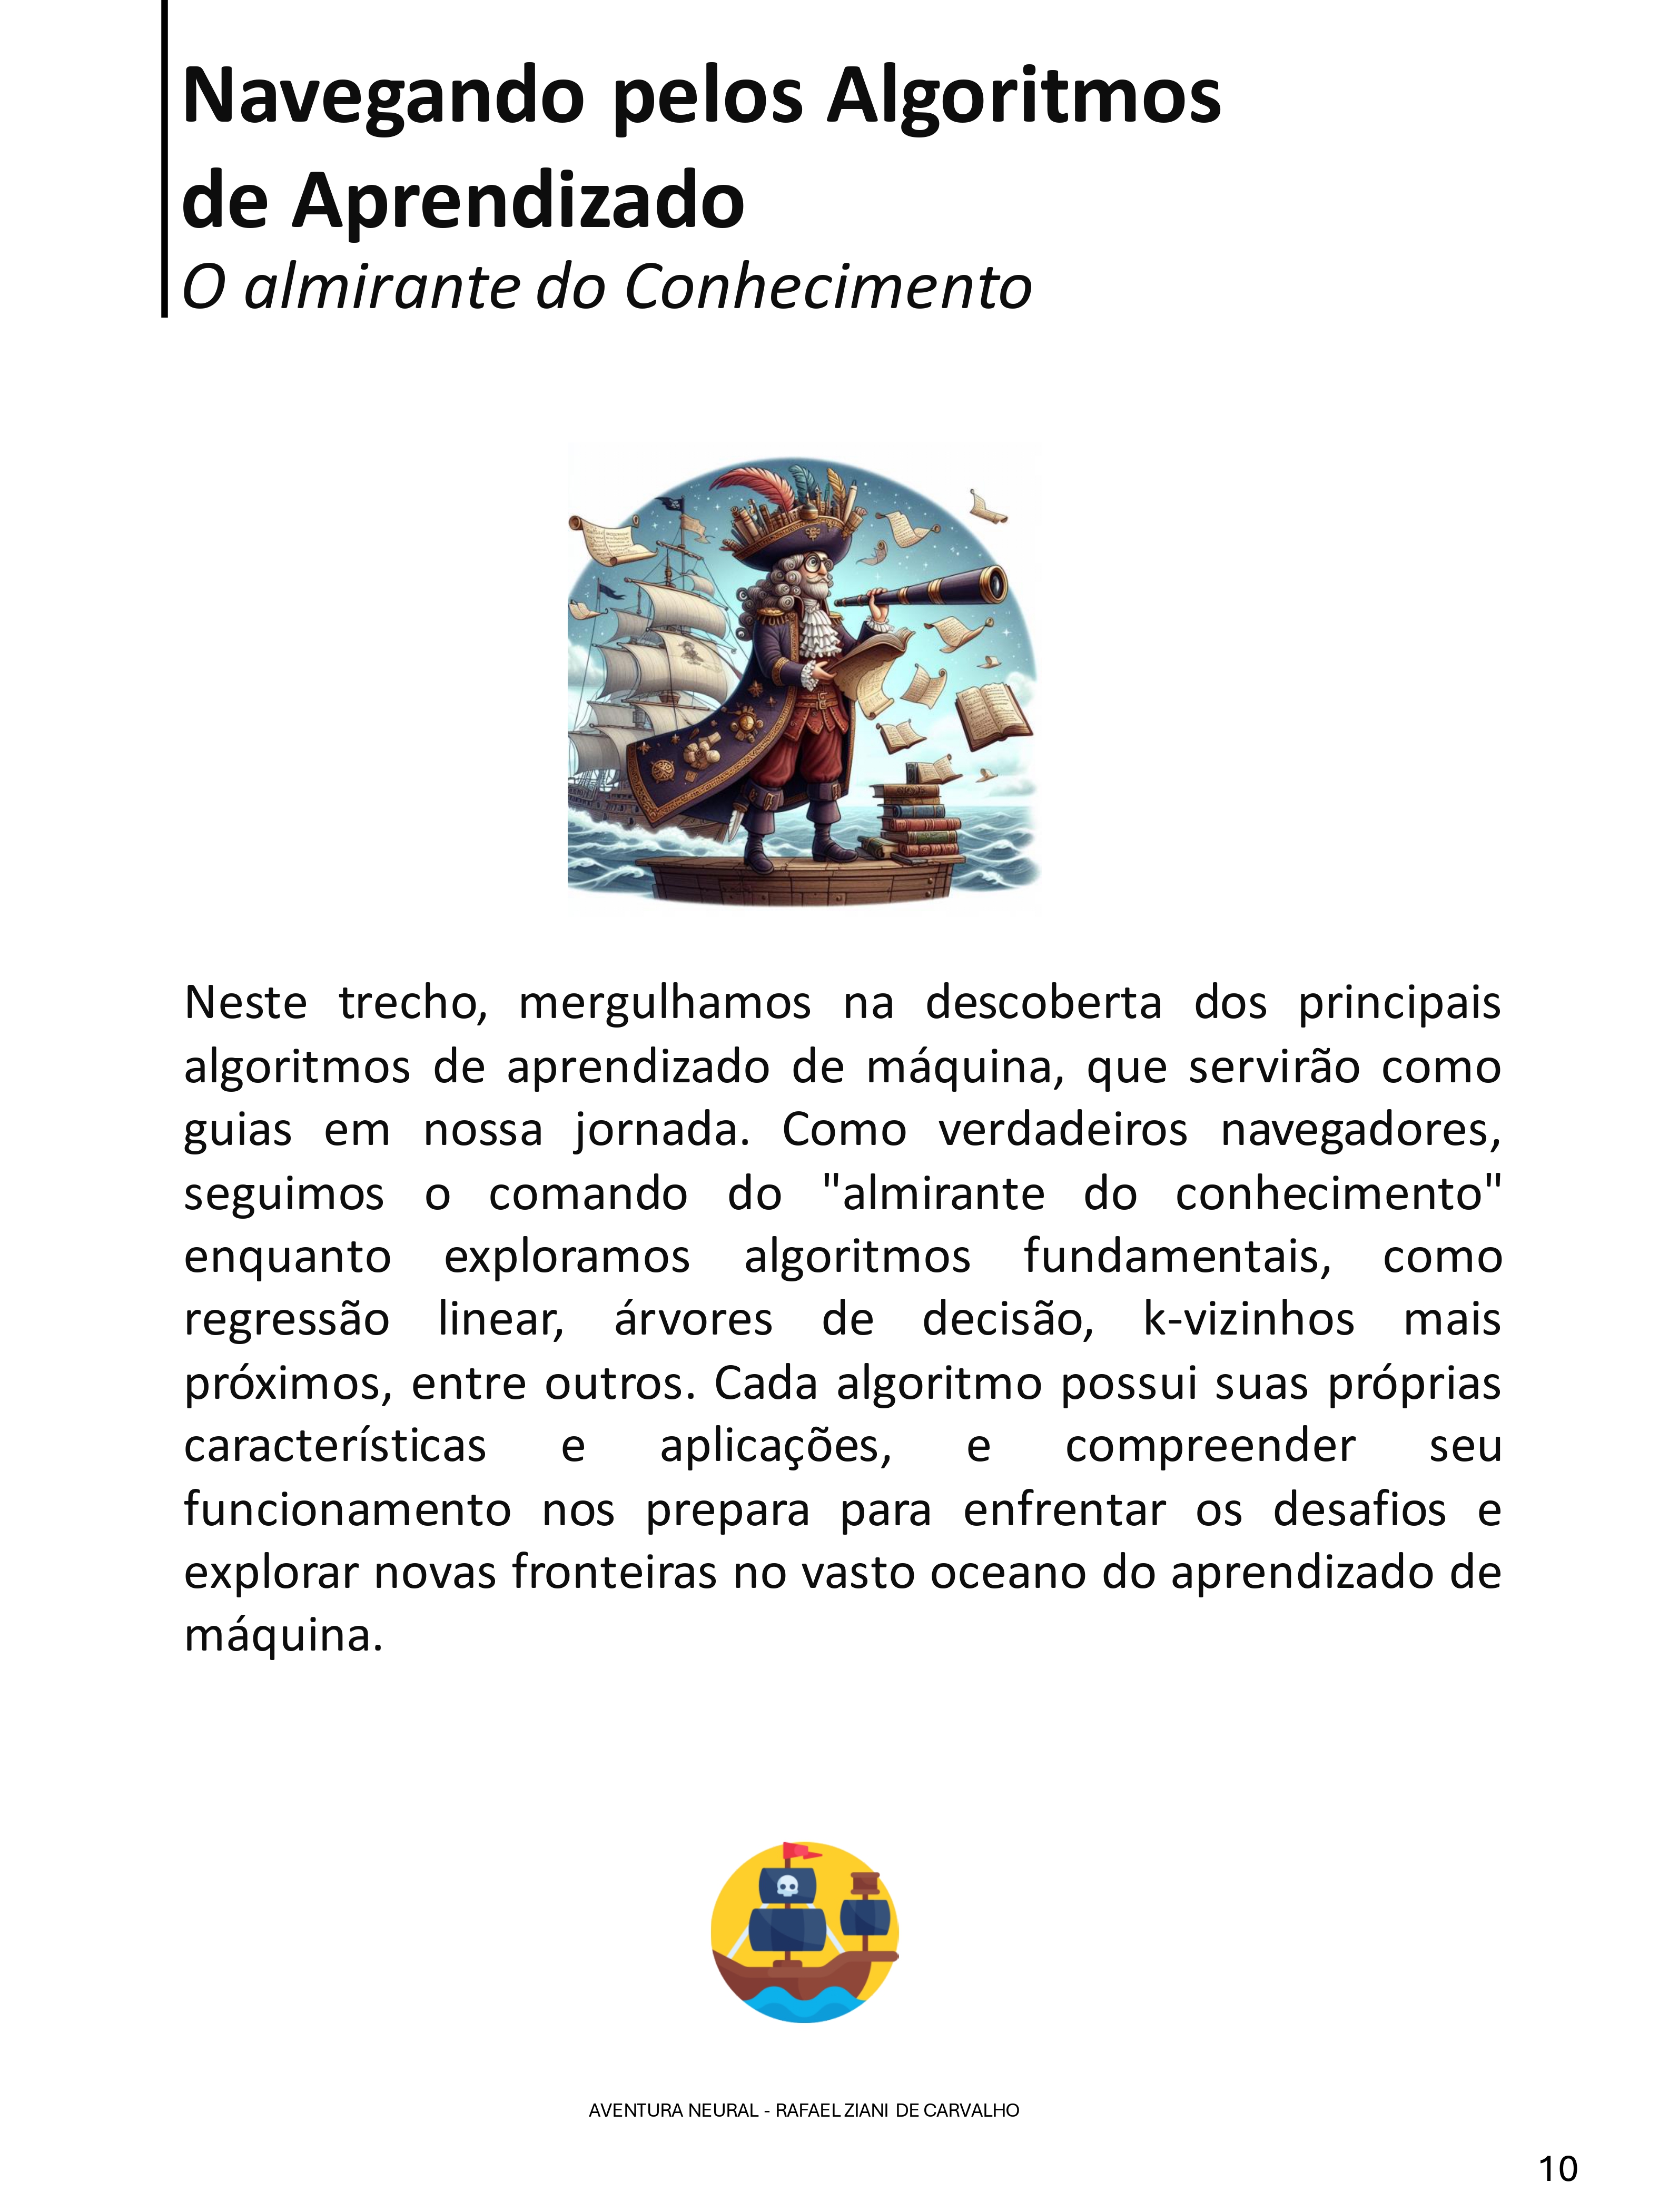 Navegando pelos Algoritmos
de Aprendizado
O almirante do Conhecimento
Neste trecho, mergulhamos na descoberta dos principais
algoritmos de aprendizado de máquina, que servirão como
guias em nossa jornada. Como verdadeiros navegadores,
seguimos o comando do "almirante do conhecimento"
enquanto exploramos algoritmos fundamentais, como
regressão linear, árvores de decisão, k-vizinhos mais
próximos, entre outros. Cada algoritmo possui suas próprias
características e aplicações, e compreender seu
funcionamento nos prepara para enfrentar os desafios e
explorar novas fronteiras no vasto oceano do aprendizado de
máquina.
AVENTURA NEURAL - RAFAEL ZIANI DE CARVALHO
10